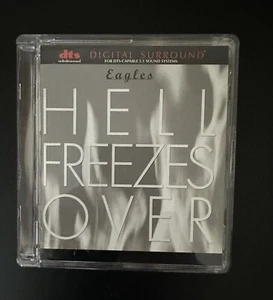 dts DIGITAL SURROUND
FOR DTS-CAPABLE 5.1 SOUND SYSTEMS
Eagles
HELL
FREEZES
OVER